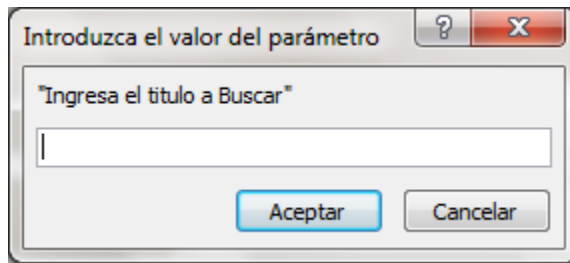 Introduzca el valor del parámetro
"Ingresa el titulo a Buscar"
Aceptar Cancelar